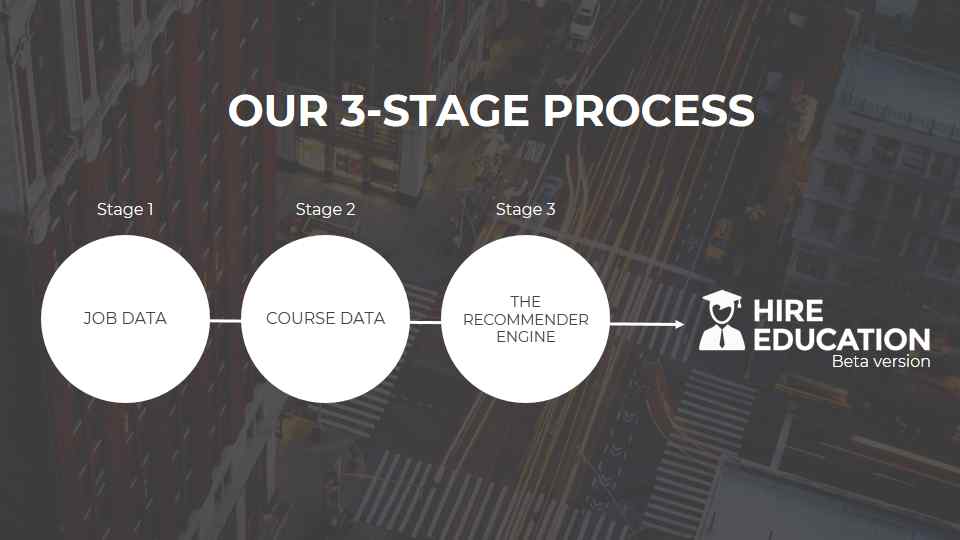 OUR 3-STAGE PROCESS
Stage 1
Stage 2
Stage 3
JOB DATA
COURSE DATA
THE
RECOMMENDER
ENGINE
HIRE
EDUCATION
Beta version